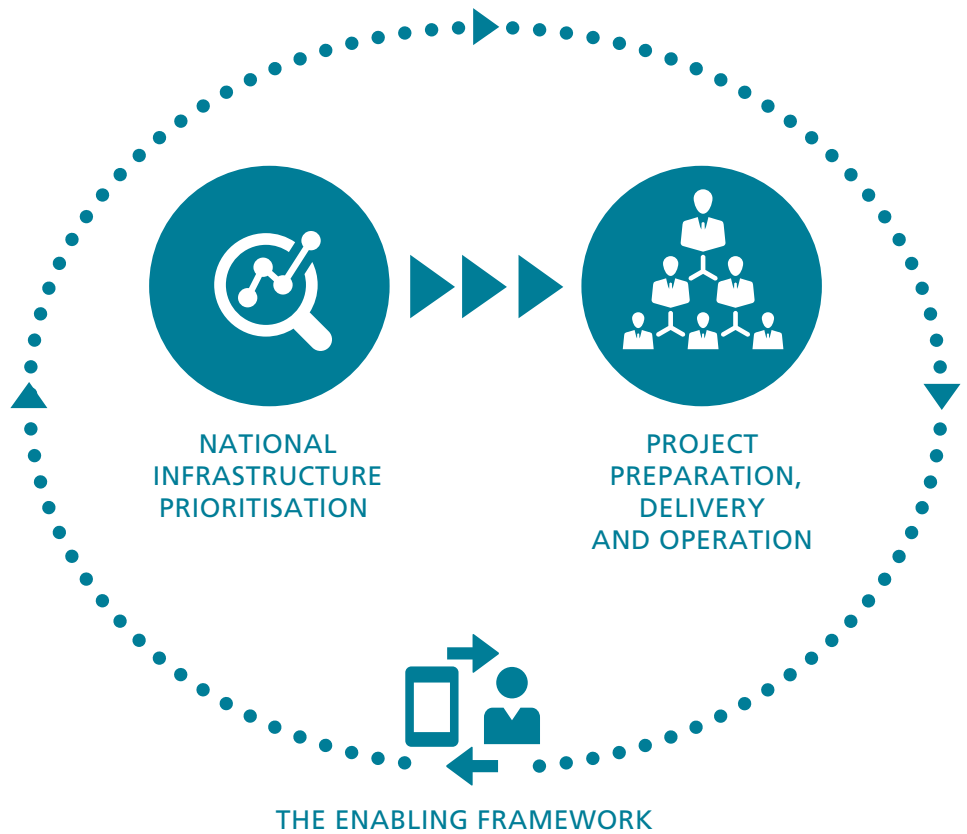 NATIONAL
INFRASTRUCTURE
PRIORITISATION
PROJECT
PREPARATION,
DELIVERY
AND OPERATION
THE ENABLING FRAMEWORK